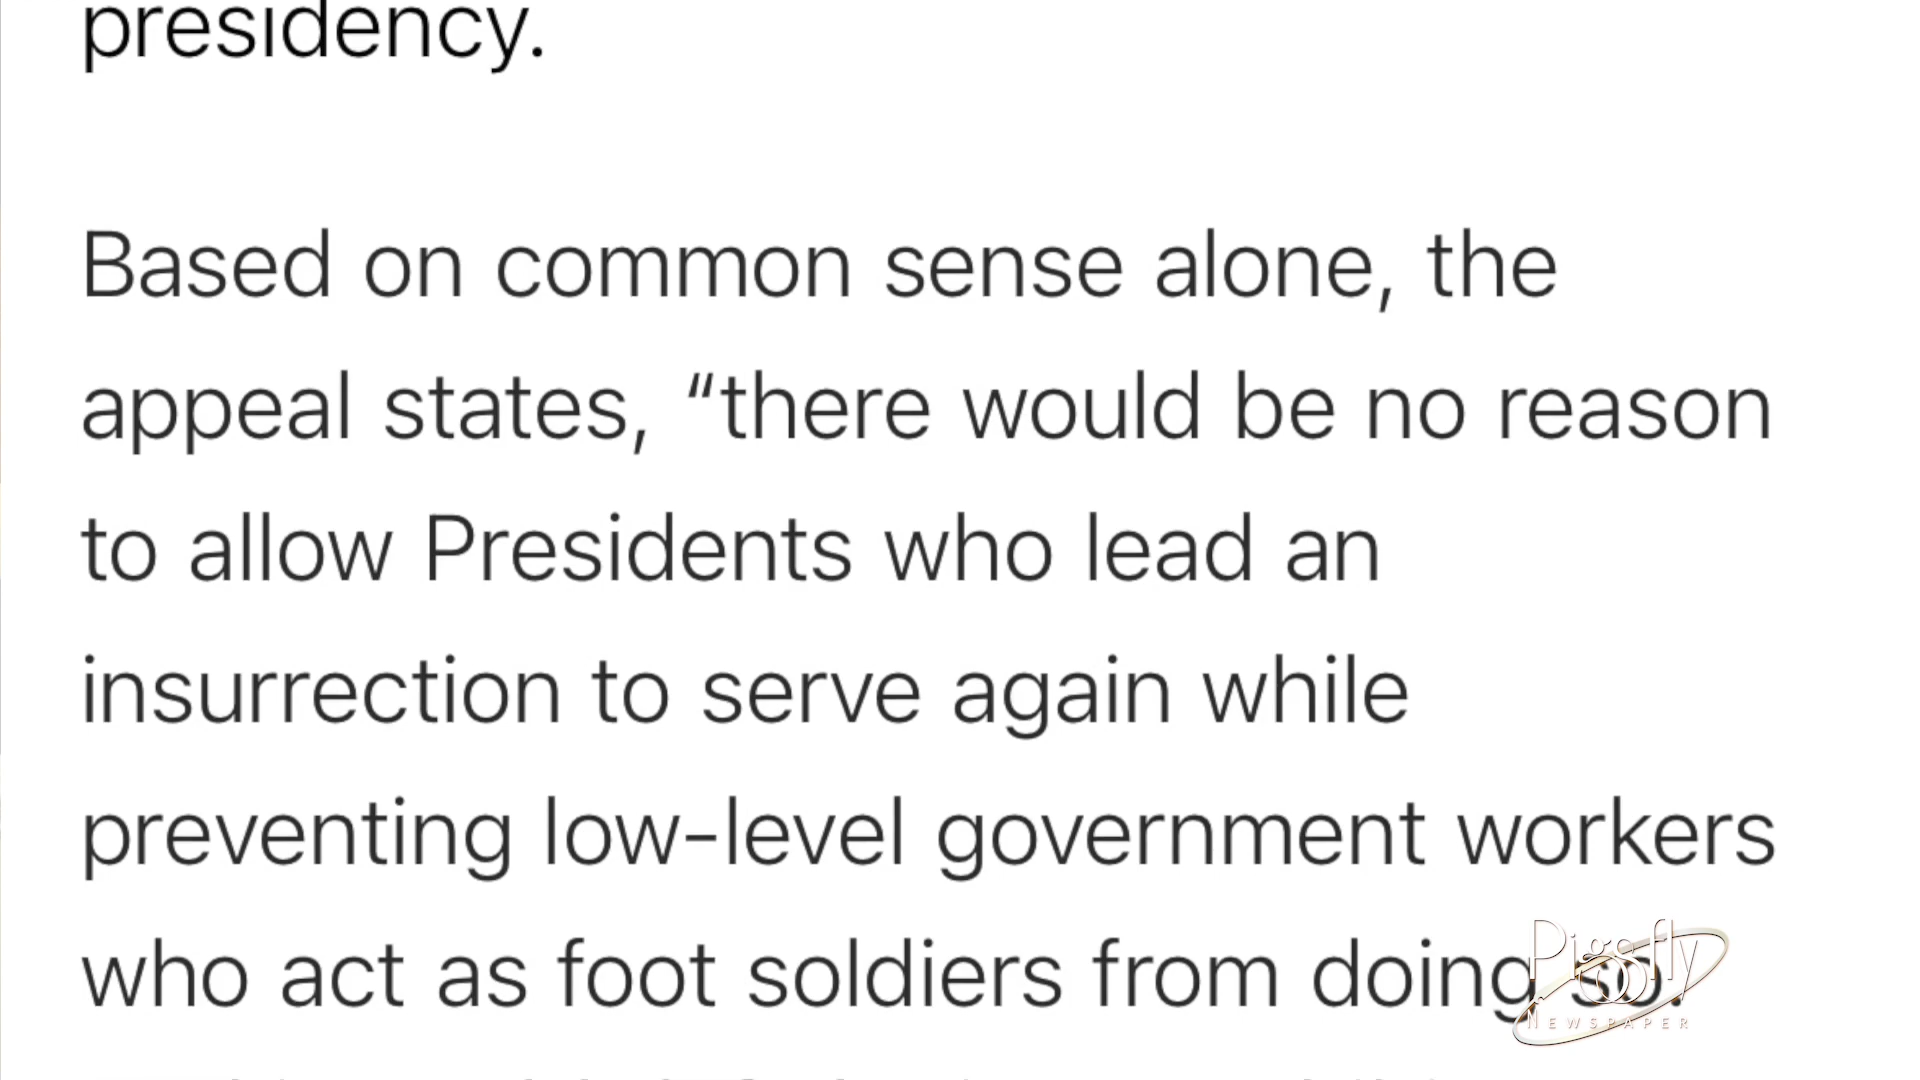 presidency.
Based on common sense alone, the
appeal states, “there would be no reason
to allow Presidents who lead an
insurrection to serve again while
preventing low-level government workers
who act as foot soldiers from doing so.
Pigsfly
NEWSPAPER